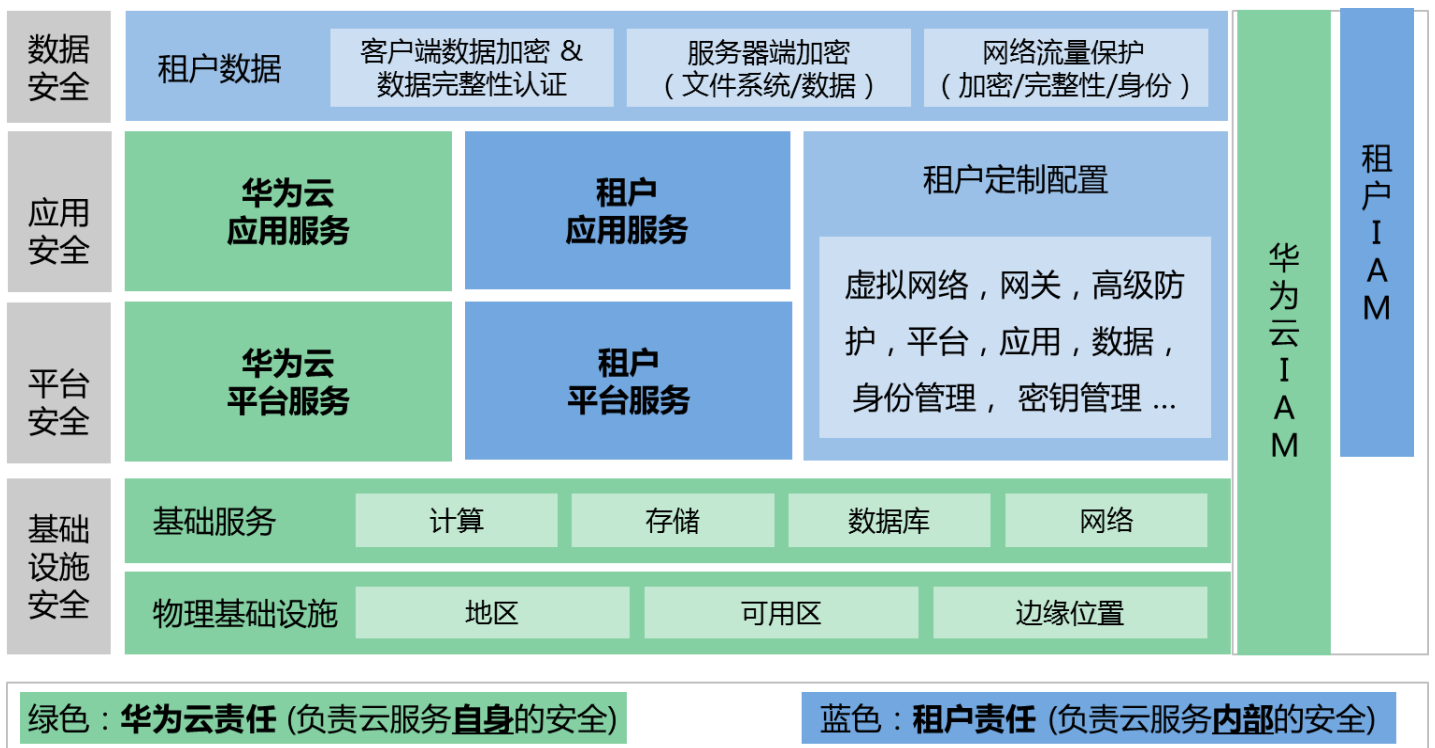 数据
安全
租户数据
客户端数据加密 &
数据完整性认证
服务器端加密
（文件系统/数据）
网络流量保护
（加密/完整性/身份）
应用
安全
华为云
应用服务
租户
应用服务
租户定制配置
虚拟网络，网关，高级防
护，平台，应用，数据，
身份管理， 密钥管理 ...
平台
安全
华为云
平台服务
租户
平台服务
基础
设施
安全
基础服务
计算
存储
数据库
网络
物理基础设施
地区
可用区
边缘位置
华为云IAM
租户IAM
绿色：华为云责任 (负责云服务自身的安全)
蓝色：租户责任 (负责云服务内部的安全)